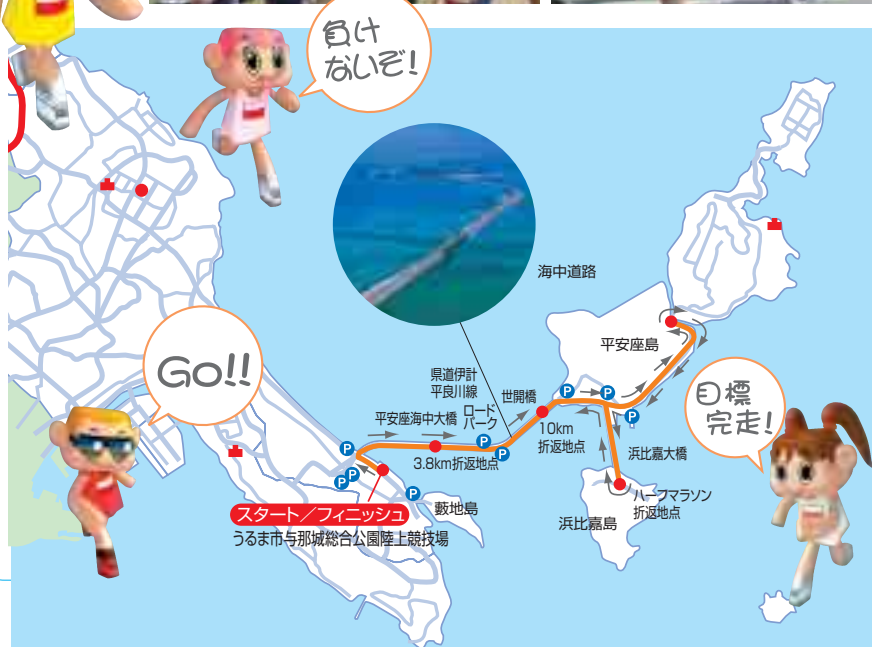 負け
ないぞ!
海中道路
平安座島
GO!!
県道伊計
平良川線
世開橋
ロード
パーク
平安座海中大橋
P
P
P
P
P
P
P
P
P
10km
折返地点
3.8km折返地点
目標
完走!
浜比嘉大橋
ハーフマラソン
折返地点
浜比嘉島
藪地島
スタート/フィニッシュ
うるま市与那城総合公園陸上競技場